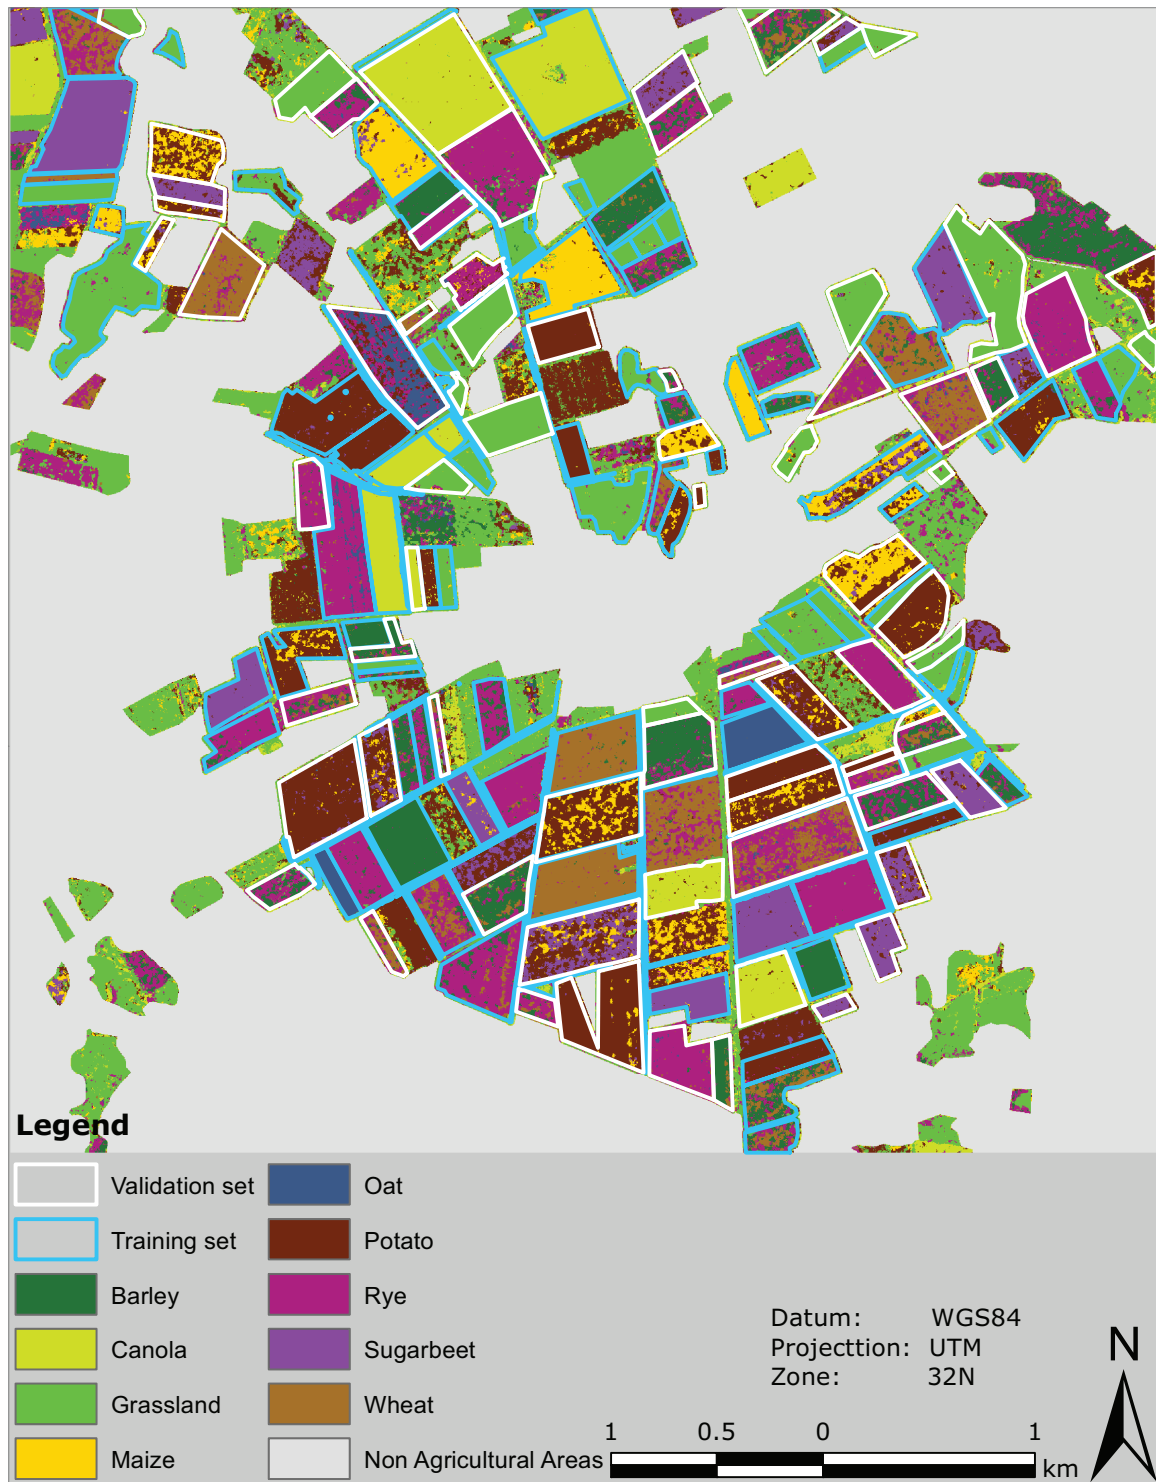 Legend
Validation set
Training set
Barley
Canola
Grassland
Maize
Oat
Potato
Rye
Sugarbeet
Wheat
Non Agricultural Areas
Datum: WGS84
Projecttion: UTM
Zone: 32N
N
1 0.5 0 1
km